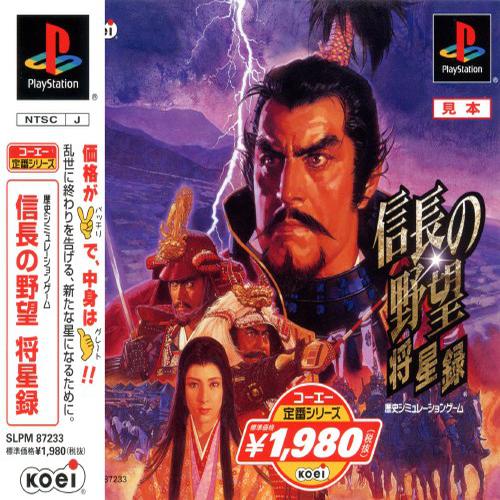 PlayStation
®
NTSC J
コーエー
定番シリーズ
歴史シミュレーションゲーム
信長の野望 将星録
SLPM 87233
標準価格¥1,980(税抜)
KOEI
価格がバッチリで、中身はグレート!!
乱世に終わりを告げる、新たな星になるために。
PlayStation
®
見本
信長の
野望
将星録
歴史シミュレーションゲーム
コーエー
定番シリーズ
標準価格
¥1,980(税抜)
KOEI
87233